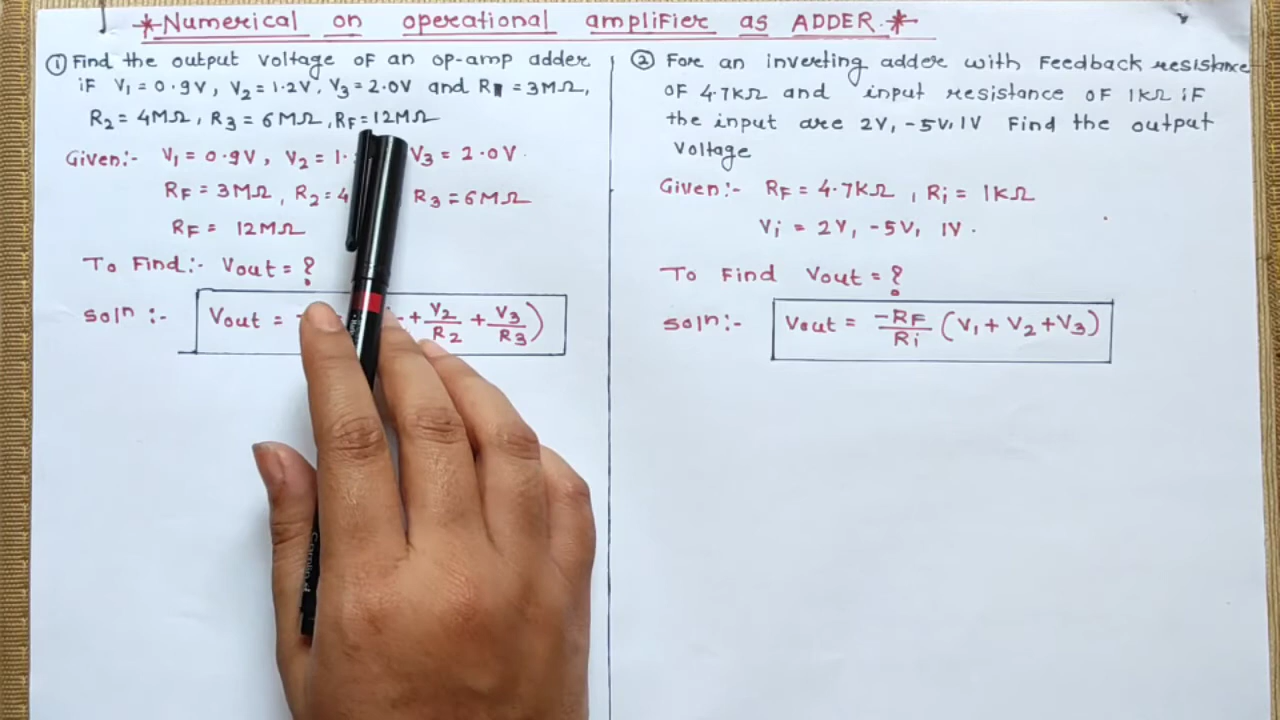 *Numerical on operational amplifier as ADDER*
① Find the output voltage of an op-amp adder
if V₁ = 0.9V, V₂ = 1.2V, V₃ = 2.0V and R = 3MΩ,
R₂ = 4MΩ, R₃ = 6MΩ, RF = 12MΩ
Given:- V₁ = 0.9V, V₂ = 1. V₃ = 2.0V.
RF = 3MΩ, R₂ = 4 R₃ = 6MΩ
RF = 12MΩ
To Find:- Vout = ?
Soln :- Vout = - + V₂/R₂ + V₃/R₃)
② Fore an inverting adder with Feedback resistance
OF 4.7kΩ and input resistance OF 1kΩ iF
the input are 2V, -5V, 1V Find the output
Voltage
Given:- RF = 4.7kΩ, Ri = 1kΩ
Vi = 2V, -5V, 1V.
To Find Vout = ?
Soln:- Vout = -RF/Ri (V₁ + V₂ + V₃)